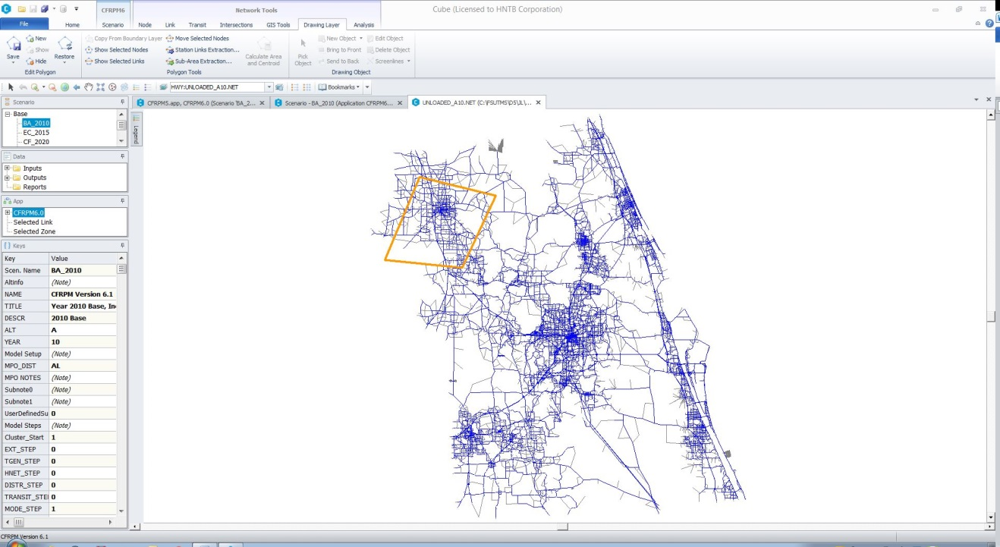 CFRPM6
Network Tools
Cube (Licensed to HNTB Corporation)
File
Home
Scenario
Node
Link
Transit
Intersections
GIS Tools
Drawing Layer
Analysis
New
Copy From Boundary Layer
Move Selected Nodes
New Object
Edit Object
Show
Show Selected Nodes
Station Links Extraction...
Bring to Front
Delete Object
Save
Hide
Restore
Show Selected Links
Sub-Area Extraction...
Calculate Area and Centroid
Pick Object
Send to Back
Screenlines
Edit Polygon
Polygon Tools
Drawing Object
HWY:UNLOADED_A10.NET
Bookmarks
Scenario
CFRPM5.app, CFRPM6.0 (Scenario 'BA_2...
Scenario - BA_2010 (Application CFRPM6...
UNLOADED_A10.NET (C:\FSUTMS\D5\JL\...
Base
BA_2010
EC_2015
CF_2020
Legend
Data
Inputs
Outputs
Reports
App
CFRPM6.0
Selected Link
Selected Zone
Keys
Key Value
Scen. Name BA_2010
Altinfo (Note)
NAME CFRPM Version 6.1
TITLE Year 2010 Base, In
DESCR 2010 Base
ALT A
YEAR 10
Model Setup (Note)
MPO_DIST AL
MPO NOTES (Note)
Subnote0 (Note)
Subnote1 (Note)
UserDefinedSu 0
Model Steps (Note)
Cluster_Start 1
EXT_STEP 0
TGEN_STEP 0
HNET_STEP 0
DISTR_STEP 0
TRANSIT_STE 0
MODE_STEP 1
CFRPM Version 6.1